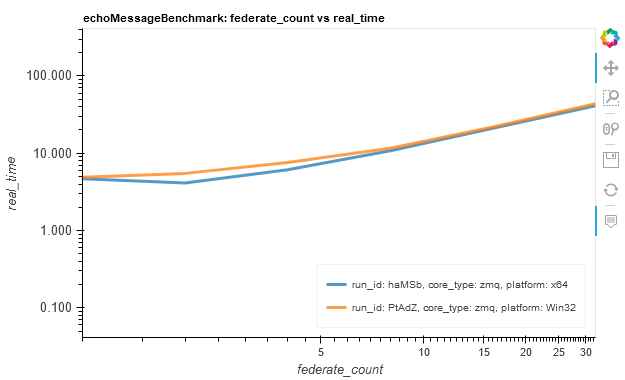 echoMessageBenchmark: federate_count vs real_time
100.000
10.000
1.000
0.100
real_time
run_id: haMSb, core_type: zmq, platform: x64
run_id: PtAdZ, core_type: zmq, platform: Win32
5 10 15 20 25 30
federate_count